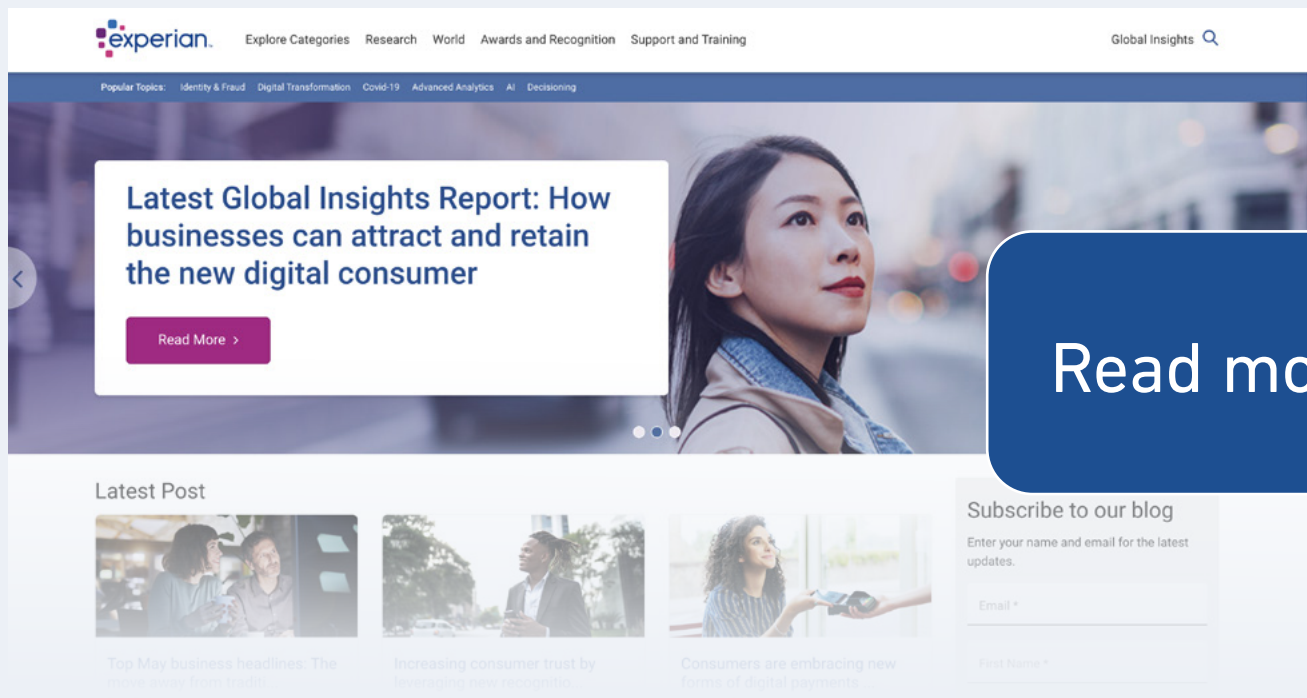 experian.
Explore Categories Research World Awards and Recognition Support and Training
Global Insights
Popular Topics: Identity & Fraud Digital Transformation Covid-19 Advanced Analytics AI Decisioning
Latest Global Insights Report: How
businesses can attract and retain
the new digital consumer
Read More >
Read mo
Latest Post
Subscribe to our blog
Enter your name and email for the latest
updates.
Email *
First Name *
Top May business headlines: The
move away from traditi...
Increasing consumer trust by
leveraging new recognitio...
Consumers are embracing new
forms of digital payments ...